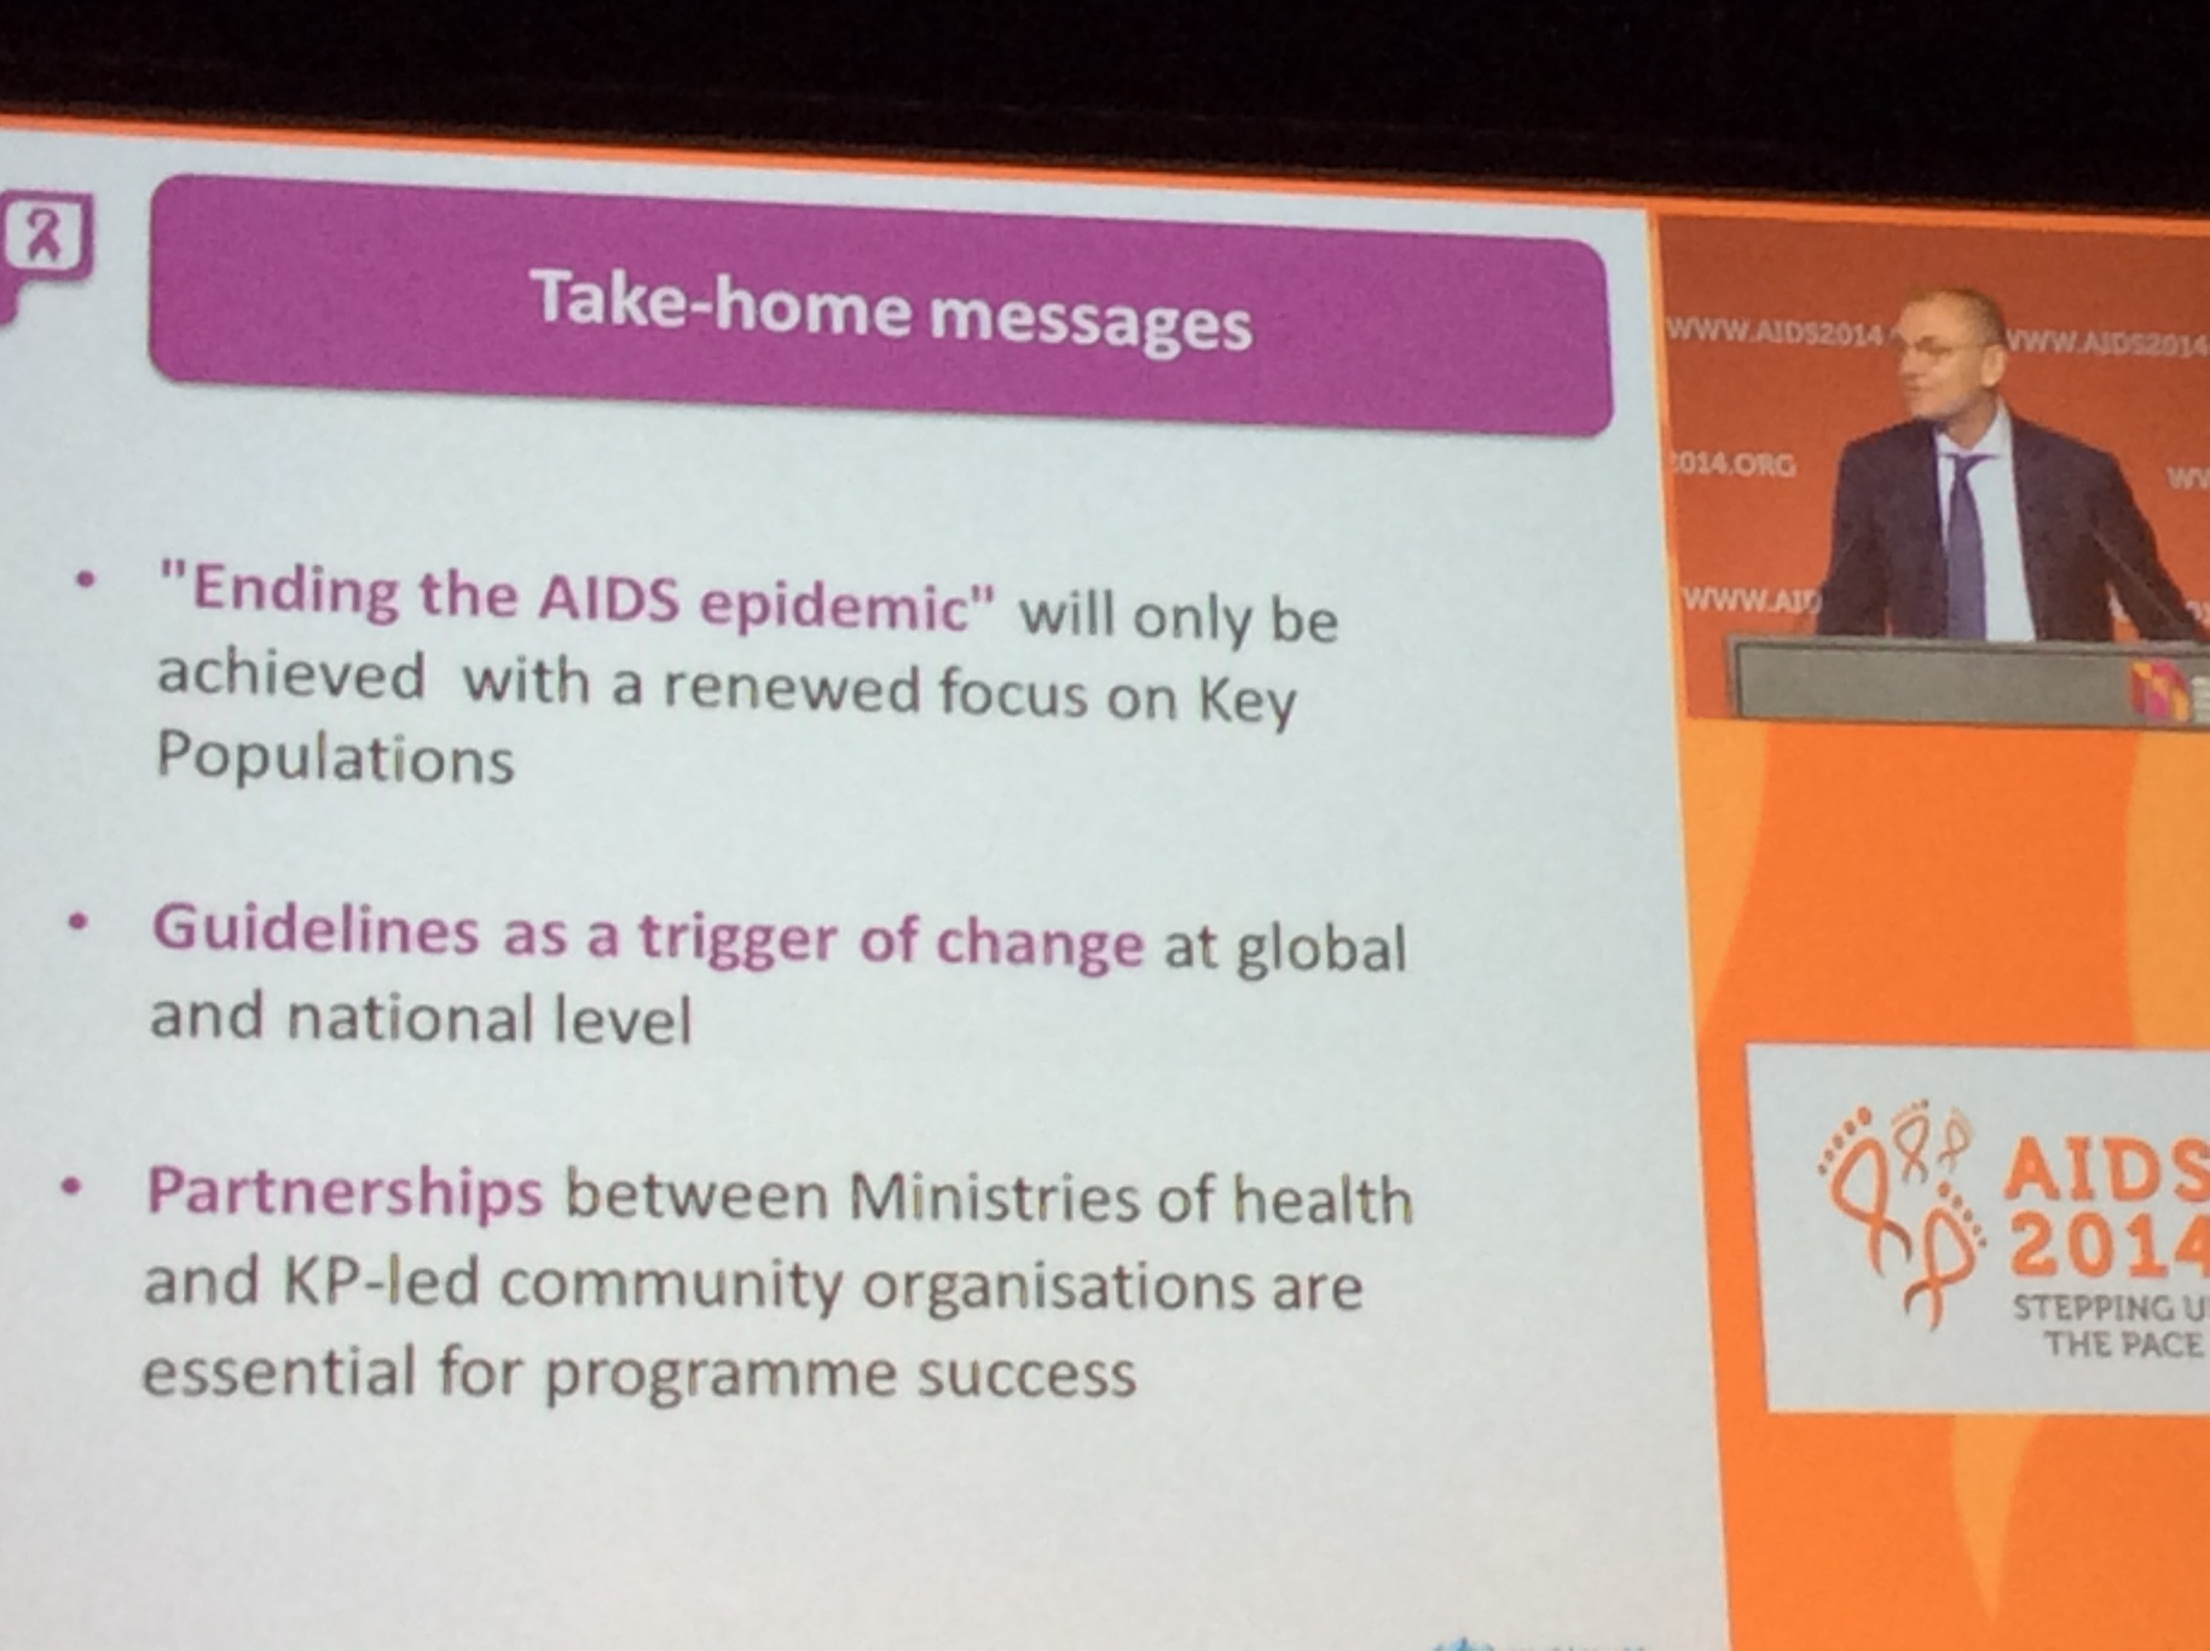 Take-home messages
• "Ending the AIDS epidemic" will only be
achieved with a renewed focus on Key
Populations
• Guidelines as a trigger of change at global
and national level
• Partnerships between Ministries of health
and KP-led community organisations are
essential for programme success
WWW.AIDS2014 WWW.AIDS2014
2014.ORG
WWW.AID
AIDS
2014
STEPPING U
THE PACE